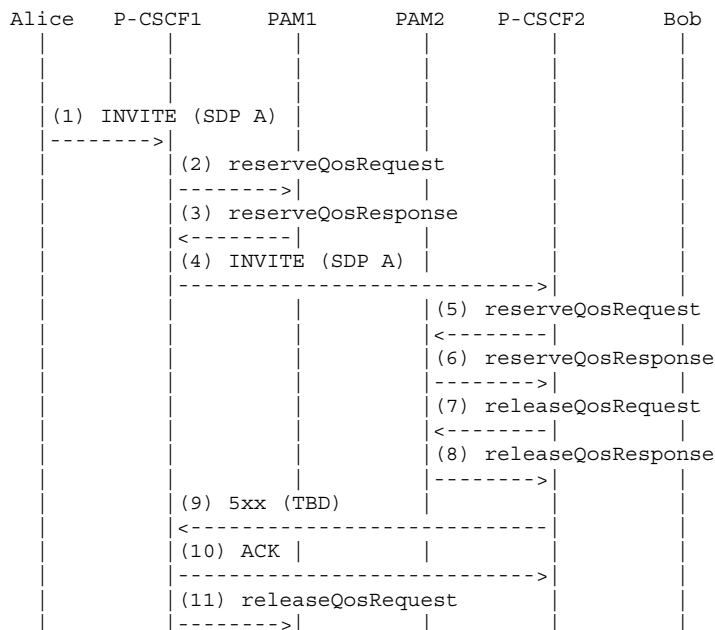 Alice P-CSCF1 PAM1 PAM2 P-CSCF2 Bob
(1) INVITE (SDP A)
(2) reserveQosRequest
(3) reserveQosResponse
(4) INVITE (SDP A)
(5) reserveQosRequest
(6) reserveQosResponse
(7) releaseQosRequest
(8) releaseQosResponse
(9) 5xx (TBD)
(10) ACK
(11) releaseQosRequest